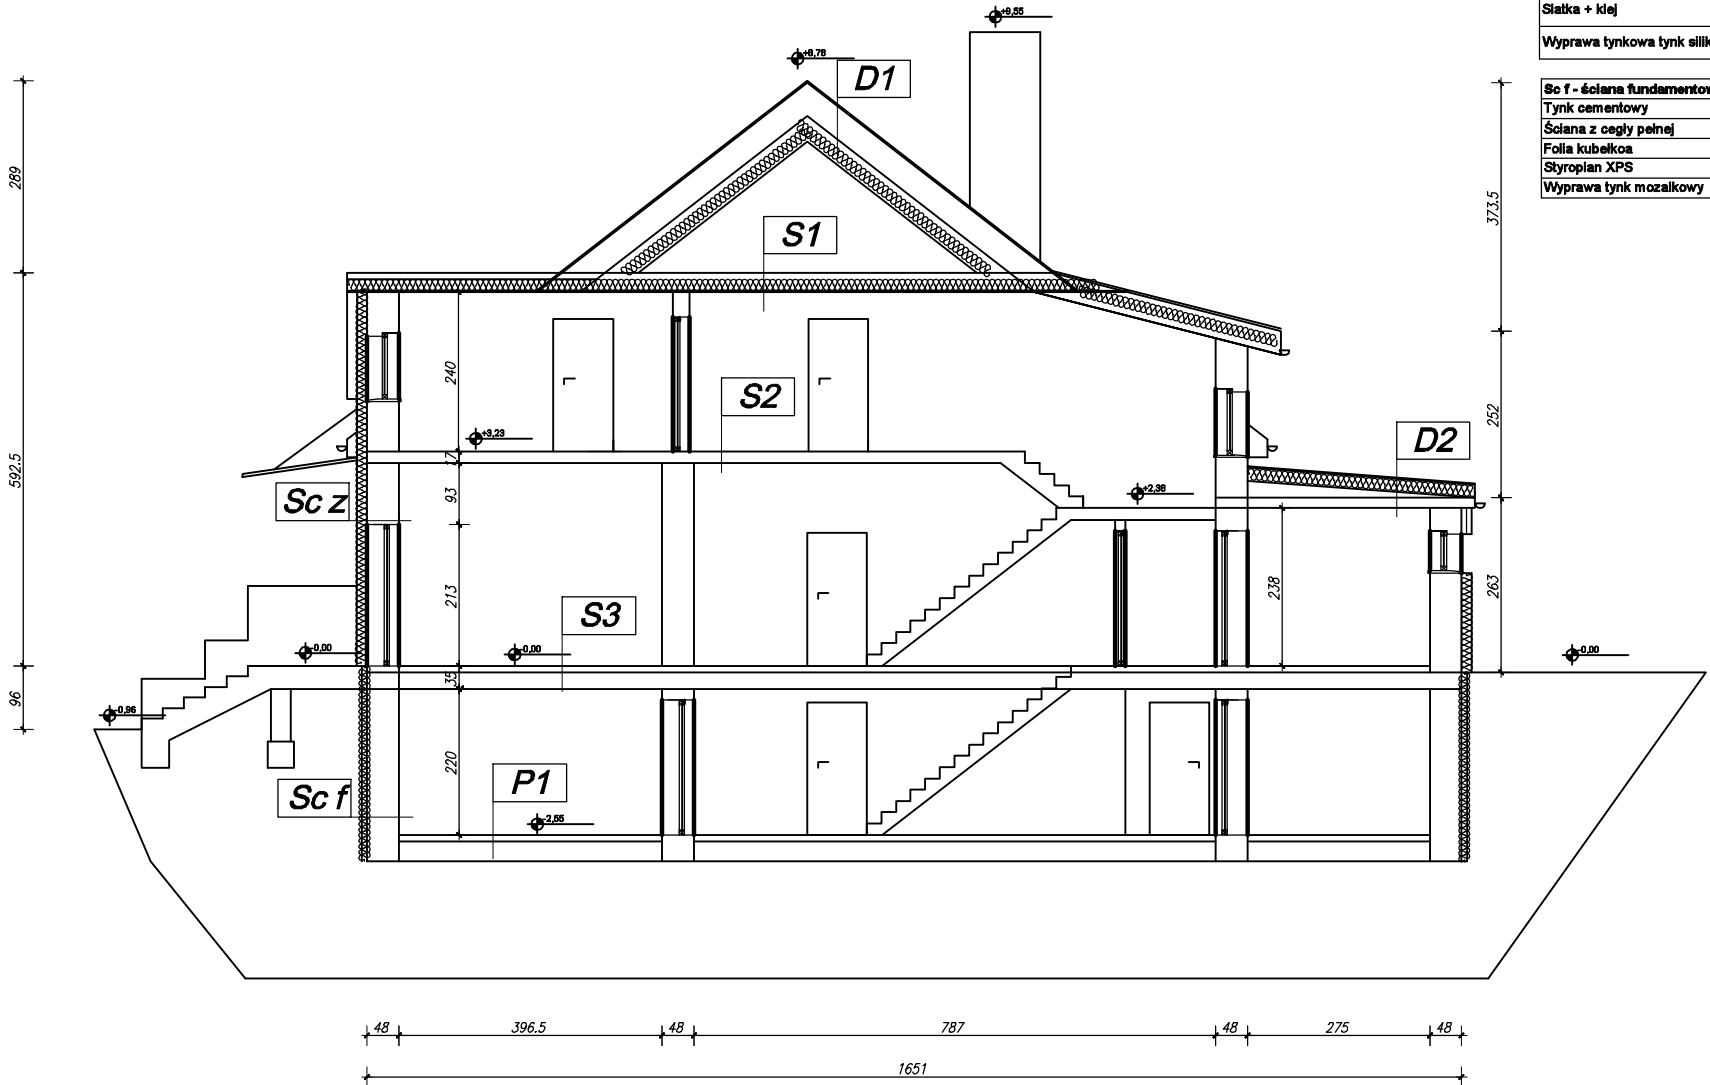 +9,55
+8,78
D1
S1
S2
D2
Sc z
S3
Sc f
P1
+3,23
+2,38
-0,00
-0,00
-0,00
-0,96
-2,55
289
592.5
96
240
17
93
213
35
220
238
373.5
252
263
48
396.5
48
787
48
275
48
1651
Siatka + klej
Wyprawa tynkowa tynk silik
Sc f - ściana fundamentow
Tynk cementowy
Ściana z cegły pełnej
Folia kubełkoa
Styropian XPS
Wyprawa tynk mozaikowy